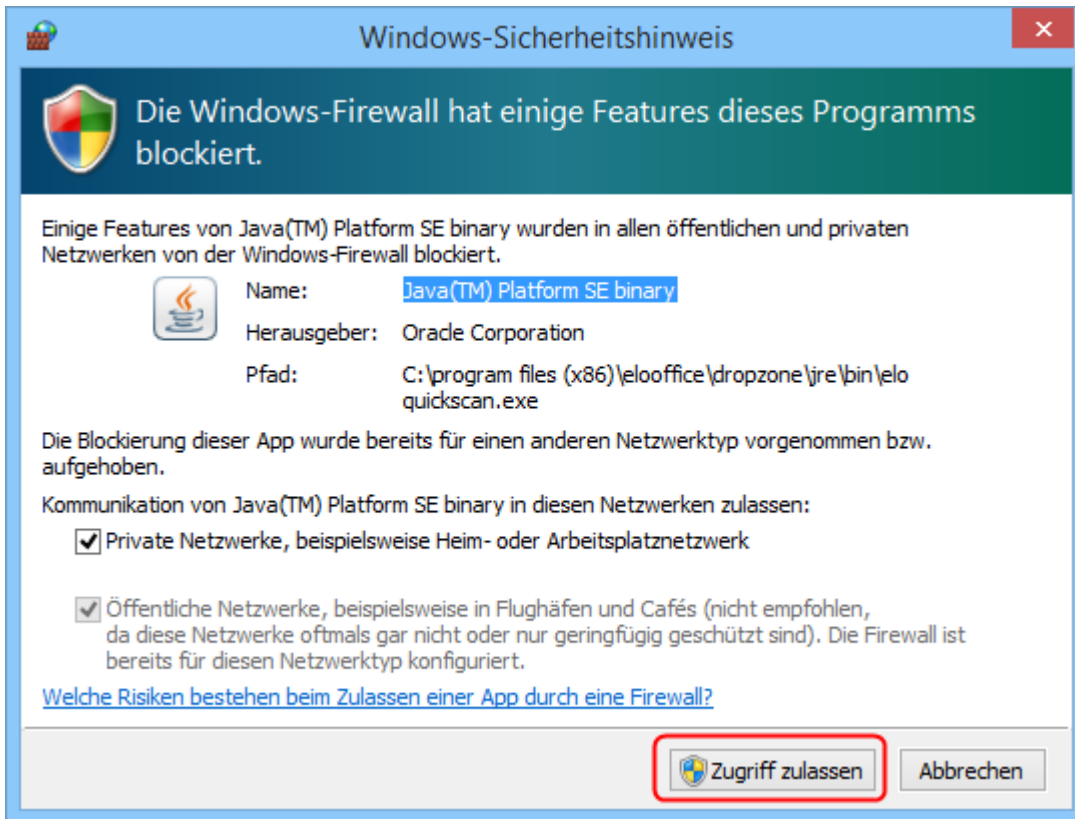 Windows-Sicherheitshinweis
Die Windows-Firewall hat einige Features dieses Programms
blockiert.
Einige Features von Java(TM) Platform SE binary wurden in allen öffentlichen und privaten
Netzwerken von der Windows-Firewall blockiert.
Name: Java(TM) Platform SE binary
Herausgeber: Oracle Corporation
Pfad: C:\program files (x86)\elooffice\dropzone\jre\bin\elo
quickscan.exe
Die Blockierung dieser App wurde bereits für einen anderen Netzwerktyp vorgenommen bzw.
aufgehoben.
Kommunikation von Java(TM) Platform SE binary in diesen Netzwerken zulassen:
Private Netzwerke, beispielsweise Heim- oder Arbeitsplatznetzwerk
Öffentliche Netzwerke, beispielsweise in Flughäfen und Cafés (nicht empfohlen,
da diese Netzwerke oftmals gar nicht oder nur geringfügig geschützt sind). Die Firewall ist
bereits für diesen Netzwerktyp konfiguriert.
Welche Risiken bestehen beim Zulassen einer App durch eine Firewall?
Zugriff zulassen Abbrechen